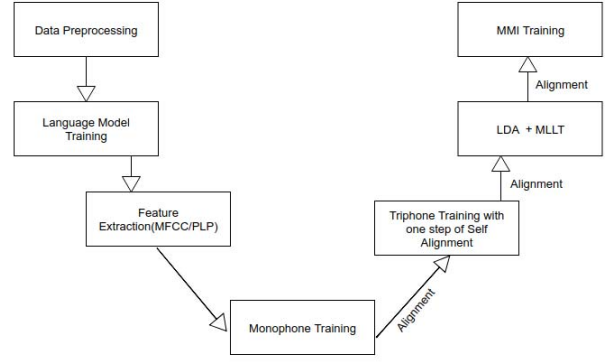 Data Preprocessing
Language Model
Training
Feature
Extraction(MFCC/PLP)
Monophone Training
Alignment
Triphone Training with
one step of Self
Alignment
Alignment
LDA + MLLT
Alignment
MMI Training